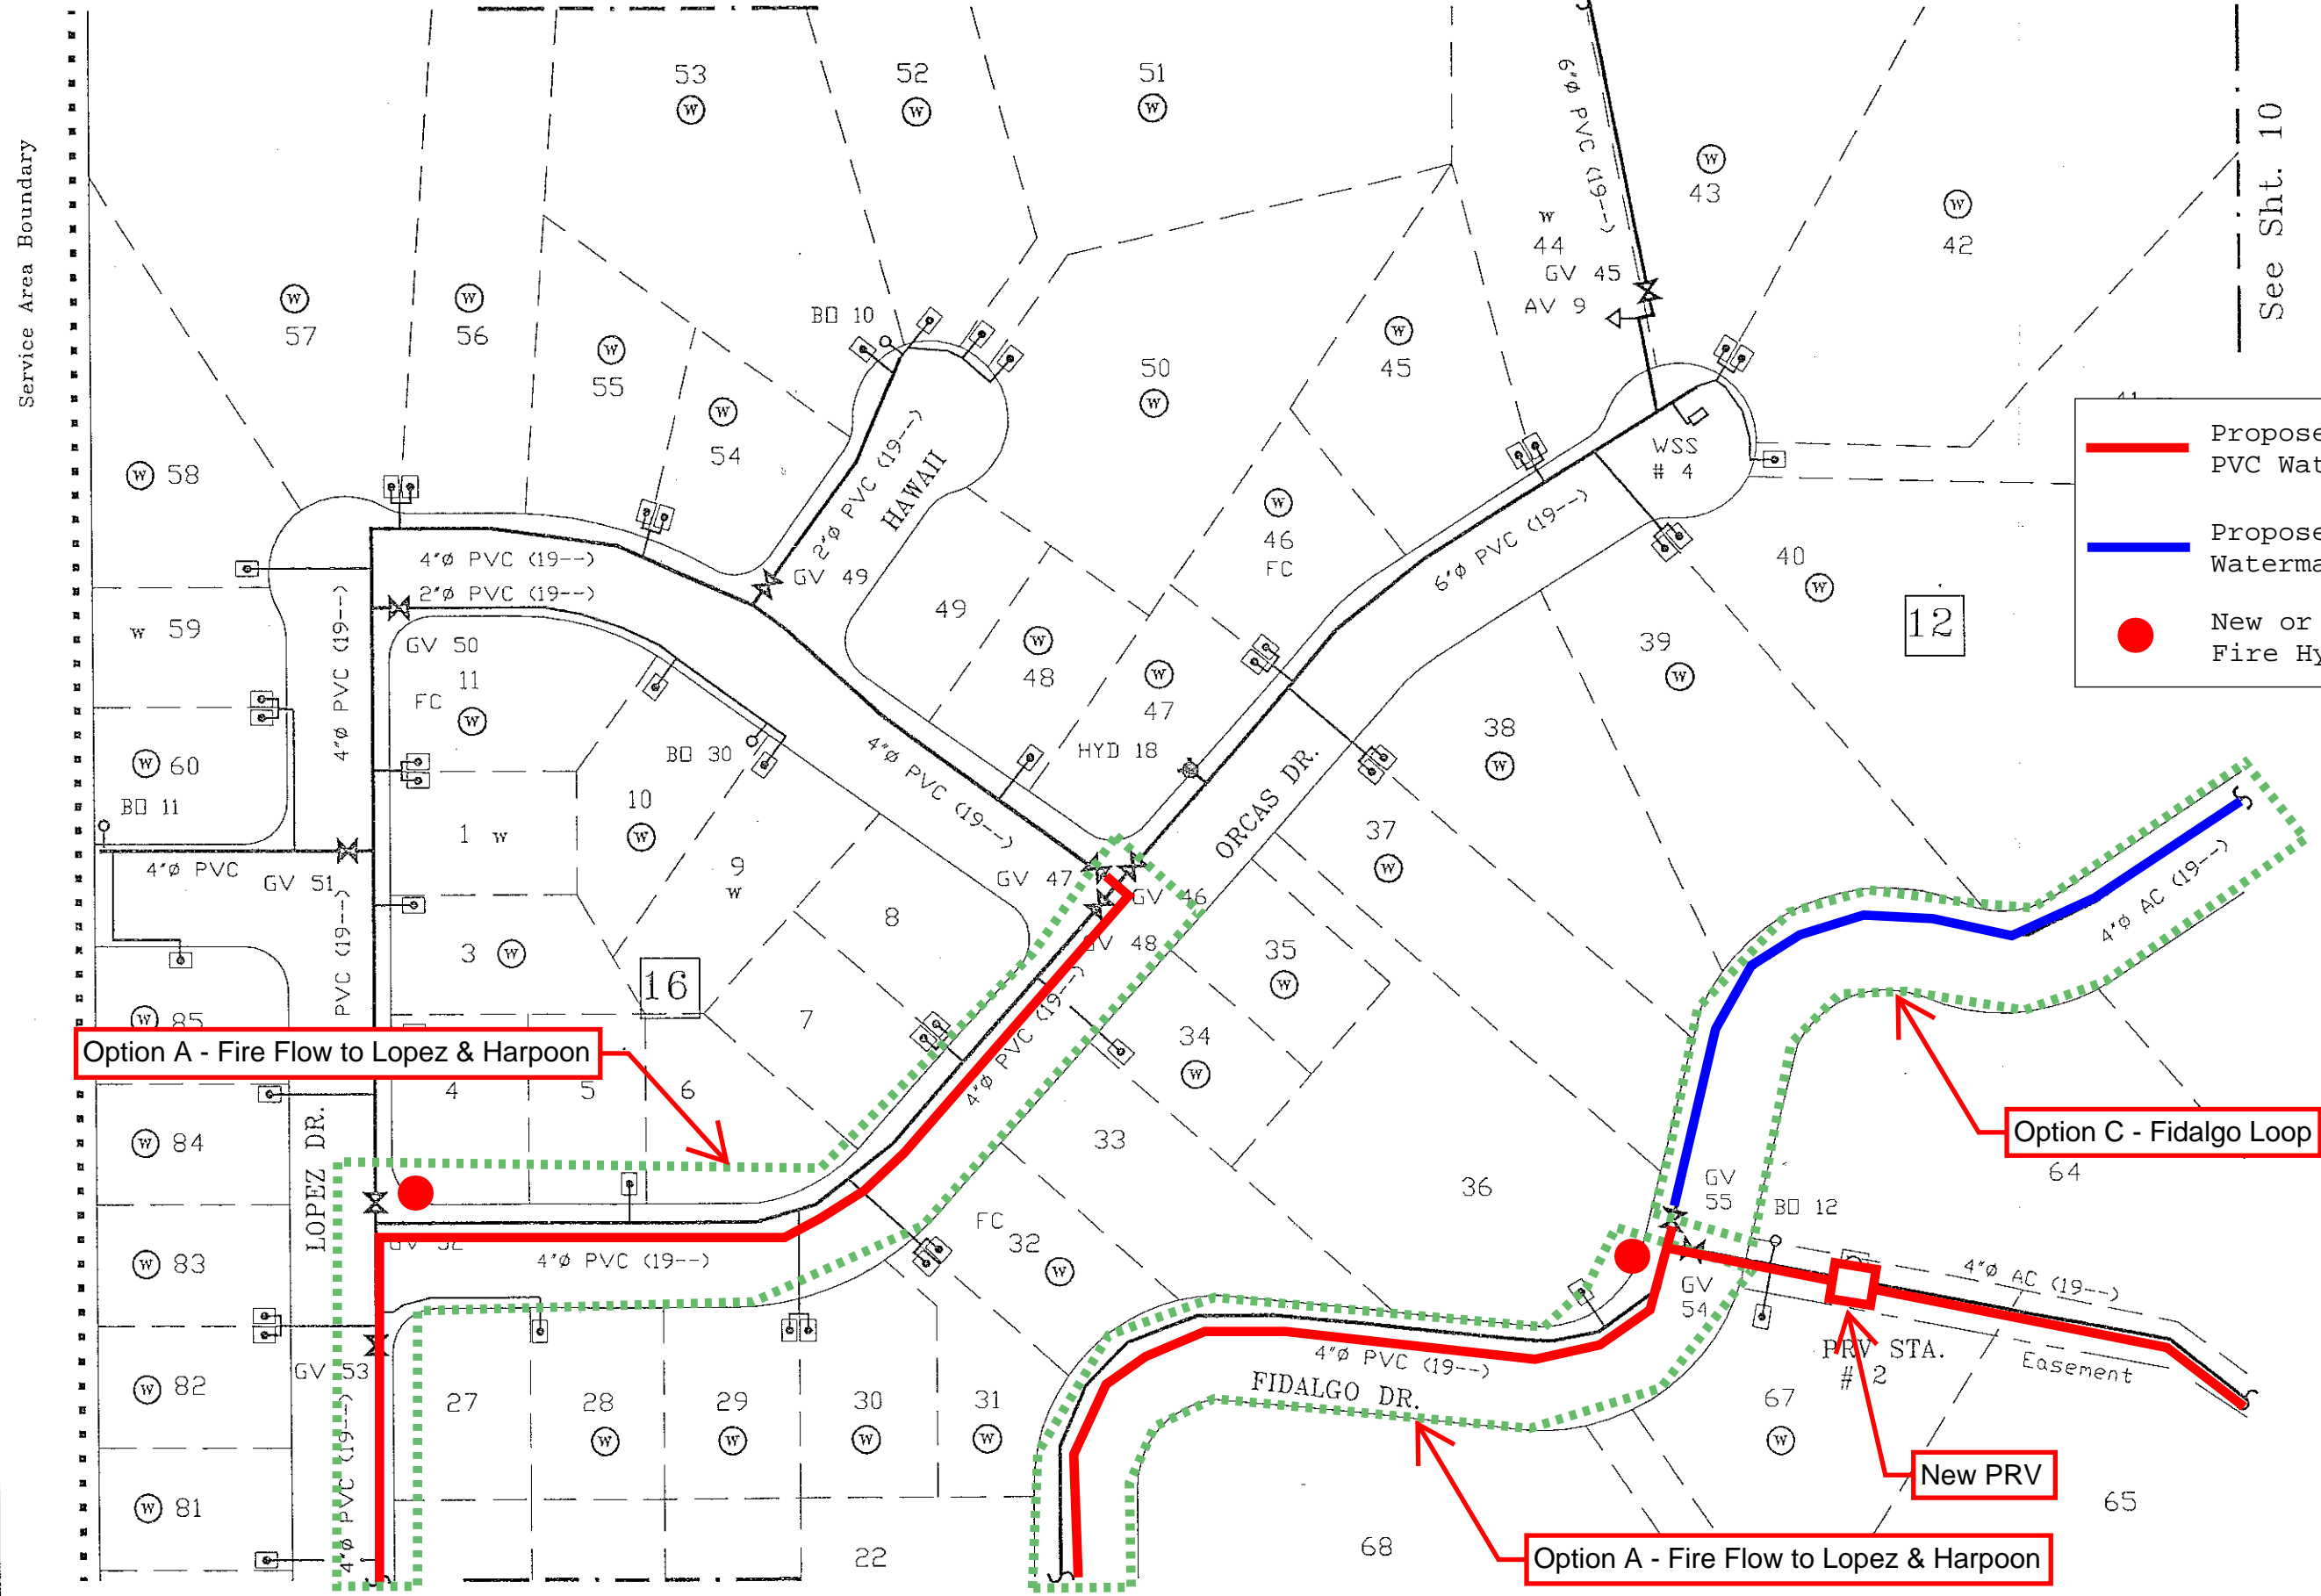 Service Area Boundary
See Sht. 10
53
W
52
W
51
W
6"ø PVC (19--)
W
43
W
42
W
44
GV 45
AV 9
W
57
W
56
W
55
W
54
BO 10
50
W
W
45
WSS
# 4
W 58
2"ø PVC (19--)
HAWAII
4"ø PVC (19--)
2"ø PVC (19--)
GV 49
GV 50
W 59
4"ø PVC (19--)
11
FC
W
49
W
48
W
47
W
46
FC
6"ø PVC (19--)
40
W
12
39
W
Propose
PVC Wat
Propose
Waterma
New or
Fire Hy
W 60
BO 11
4"ø PVC
GV 51
1 W
10
W
BO 30
9
W
4"ø PVC (19--)
HYD 18
ORCAS DR.
38
W
37
W
GV 47
GV 46
GV 48
8
7
3 W
16
PVC (19--)
W 85
35
W
34
W
33
4"ø AC (19--)
Option A - Fire Flow to Lopez & Harpoon
4
5
6
4"ø PVC (19--)
W 84
LOPEZ DR.
Option C - Fidalgo Loop
64
36
GV
55
BO 12
W 83
4"ø PVC (19--)
FC
32
W
GV
54
4"ø AC (19--)
PRV STA.
# 2
Easement
GV 53
W 82
4"ø PVC (19--)
27
28
W
29
W
30
W
31
W
4"ø PVC (19--)
FIDALGO DR.
67
W
New PRV
W 81
22
68
65
Option A - Fire Flow to Lopez & Harpoon